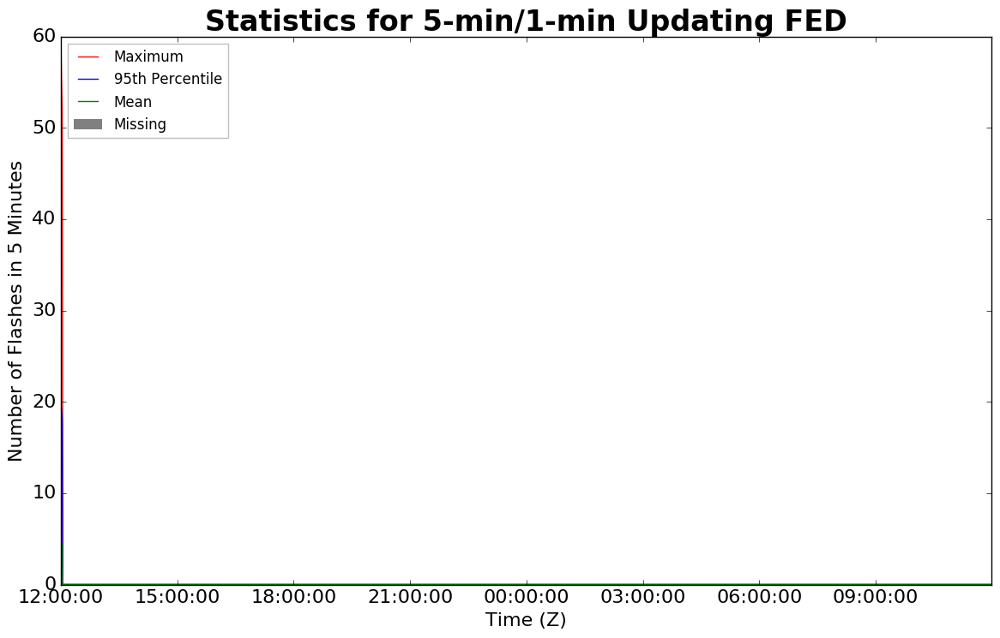 Statistics for 5-min/1-min Updating FED
60
50
40
30
20
10
0
Number of Flashes in 5 Minutes
Maximum
95th Percentile
Mean
Missing
12:00:00 15:00:00 18:00:00 21:00:00 00:00:00 03:00:00 06:00:00 09:00:00
Time (Z)